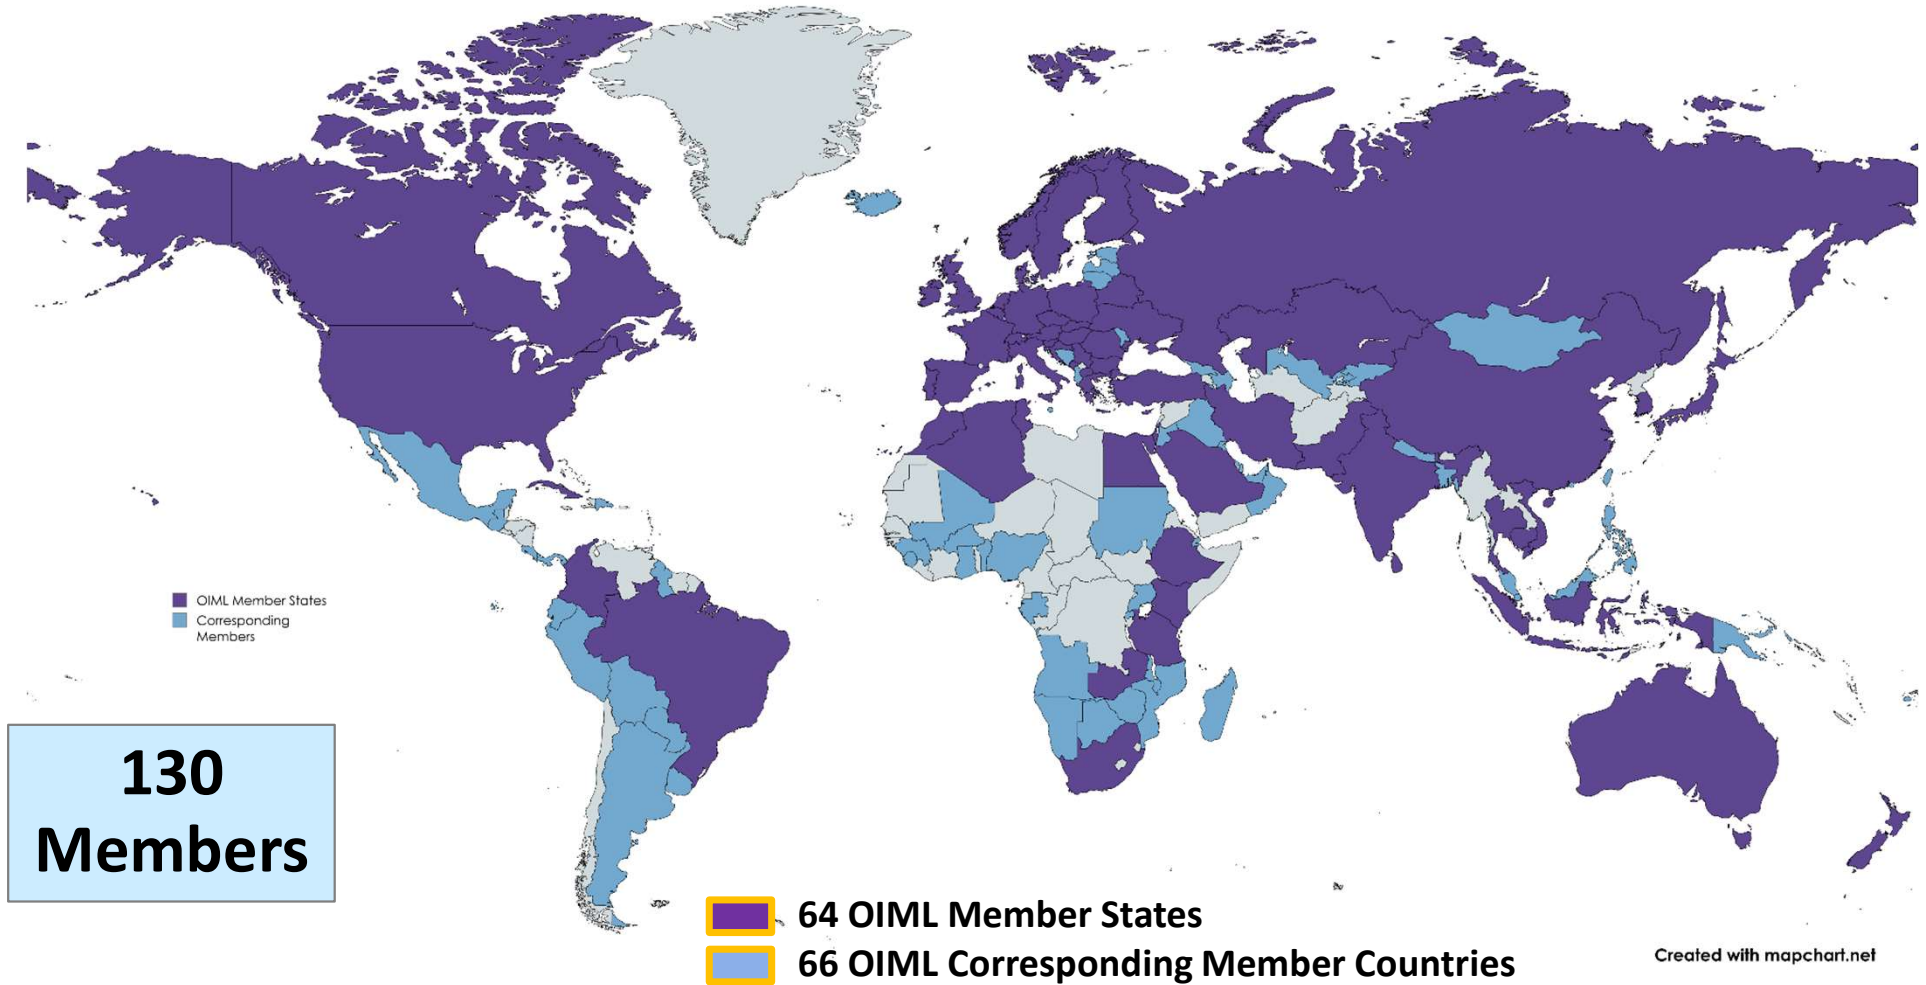 OIML Member States
Corresponding
Members
130
Members
64 OIML Member States
66 OIML Corresponding Member Countries
Created with mapchart.net